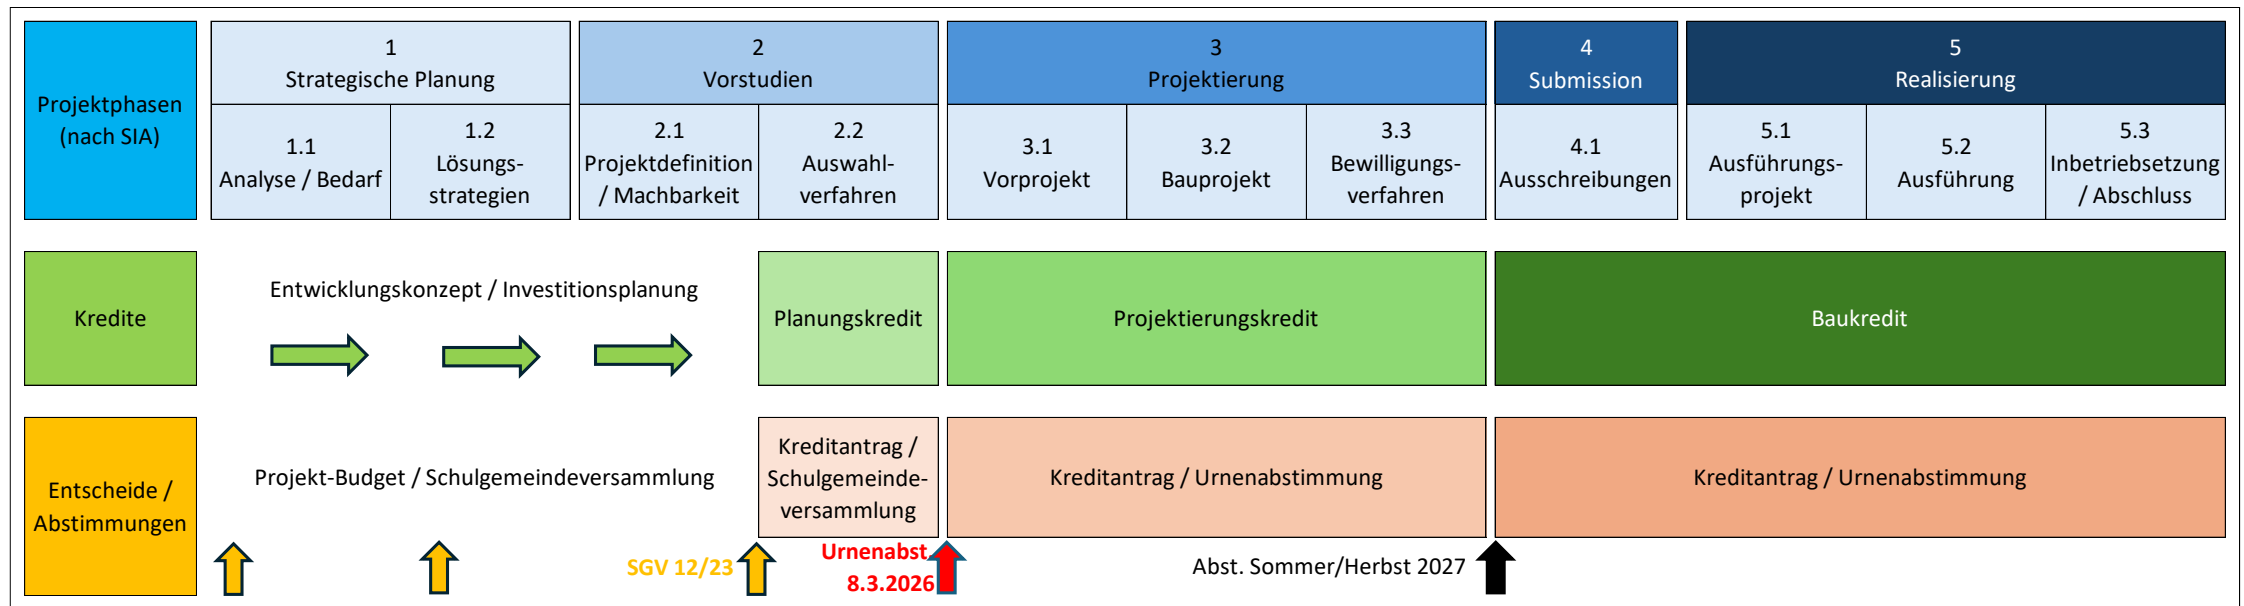 Projektphasen
(nach SIA)
1
Strategische Planung
2
Vorstudien
3
Projektierung
4
Submission
5
Realisierung
1.1
Analyse / Bedarf
1.2
Lösungs-
strategien
2.1
Projektdefinition
/ Machbarkeit
2.2
Auswahl-
verfahren
3.1
Vorprojekt
3.2
Bauprojekt
3.3
Bewilligungs-
verfahren
4.1
Ausschreibungen
5.1
Ausführungs-
projekt
5.2
Ausführung
5.3
Inbetriebsetzung
/ Abschluss
Kredite
Entwicklungskonzept / Investitionsplanung
Planungskredit
Projektierungskredit
Baukredit
Entscheide /
Abstimmungen
Projekt-Budget / Schulgemeindeversammlung
Kreditantrag /
Schulgemeinde-
versammlung
Kreditantrag / Urnenabstimmung
Kreditantrag / Urnenabstimmung
SGV 12/23
Urnenabst.
8.3.2026
Abst. Sommer/Herbst 2027